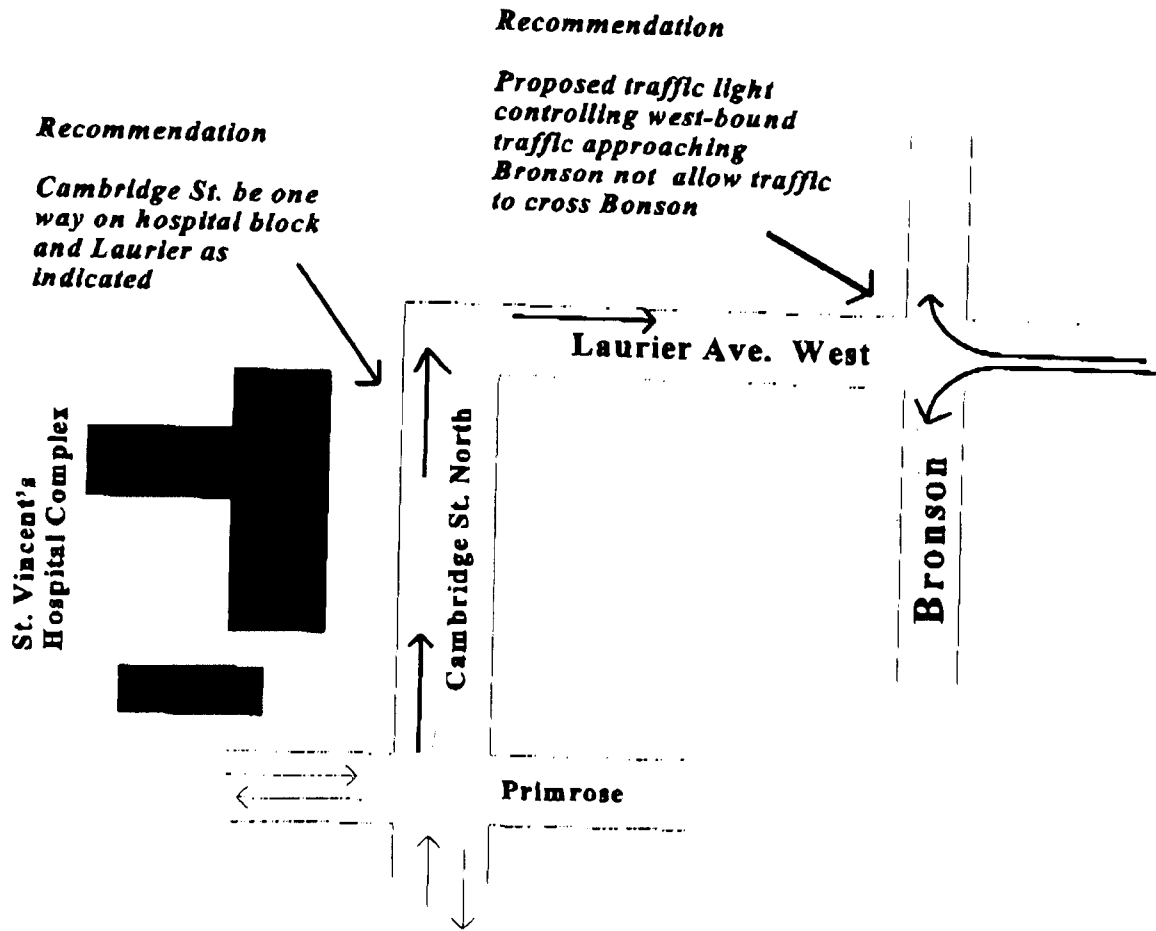 Recommendation
Proposed traffic light
controlling west-bound
traffic approaching
Bronson not allow traffic
to cross Bonson
Recommendation
Cambridge St. be one
way on hospital block
and Laurier as
indicated
Laurier Ave. West
St. Vincent's
Hospital Complex
Cambridge St. North
Bronson
Primrose